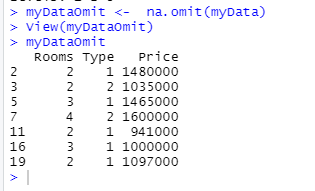 > myDataOmit <-  na.omit(myData)
> View(myDataOmit)
> myDataOmit
   Rooms Type   Price
2      2    1 1480000
3      2    2 1035000
5      3    1 1465000
7      4    2 1600000
11     2    1  941000
16     3    1 1000000
19     2    1 1097000
>